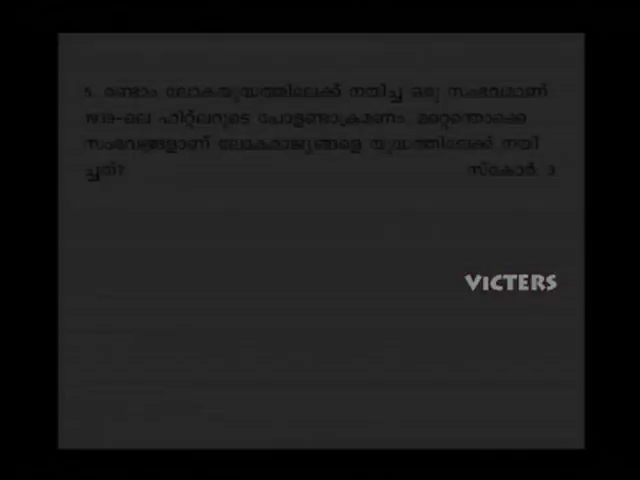 5. രണ്ടാം ലോകയുദ്ധത്തിലേക്ക് നയിച്ച ഒരു സംഭവമാണ്
1939-ലെ ഹിറ്റ്ലറുടെ പോളണ്ടാക്രമണം. മറ്റെന്തൊക്കെ
സംഭവങ്ങളാണ് ലോകരാജ്യങ്ങളെ യുദ്ധത്തിലേക്ക് നയി
ച്ചത്? സ്കോർ: 3
VICTERS